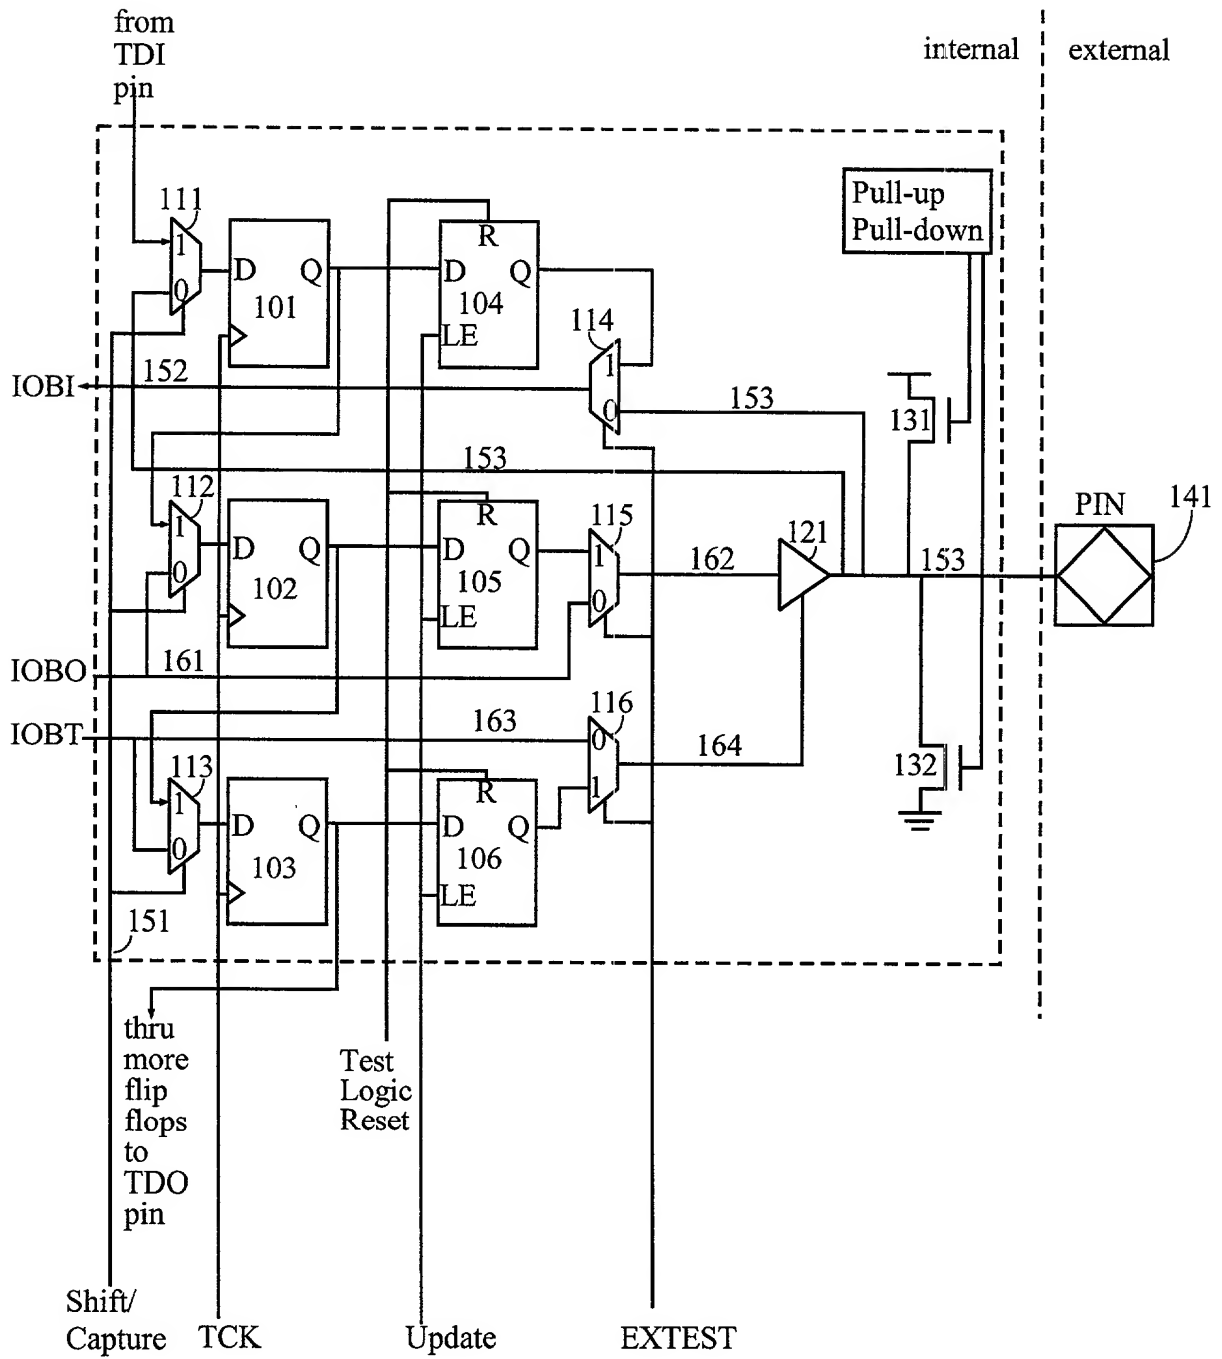 from
TDI
pin
internal
external
111
1
0
D
Q
101
R
D
Q
104
LE
Pull-up
Pull-down
114
1
0
IOBI
152
153
131
153
112
1
0
D
Q
102
R
D
Q
105
LE
115
1
0
162
121
153
PIN
141
IOBO
161
IOBT
163
116
0
1
164
132
113
1
0
D
Q
103
R
D
Q
106
LE
151
thru
more
flip
flops
to
TDO
pin
Test
Logic
Reset
Shift/
Capture
TCK
Update
EXTEST